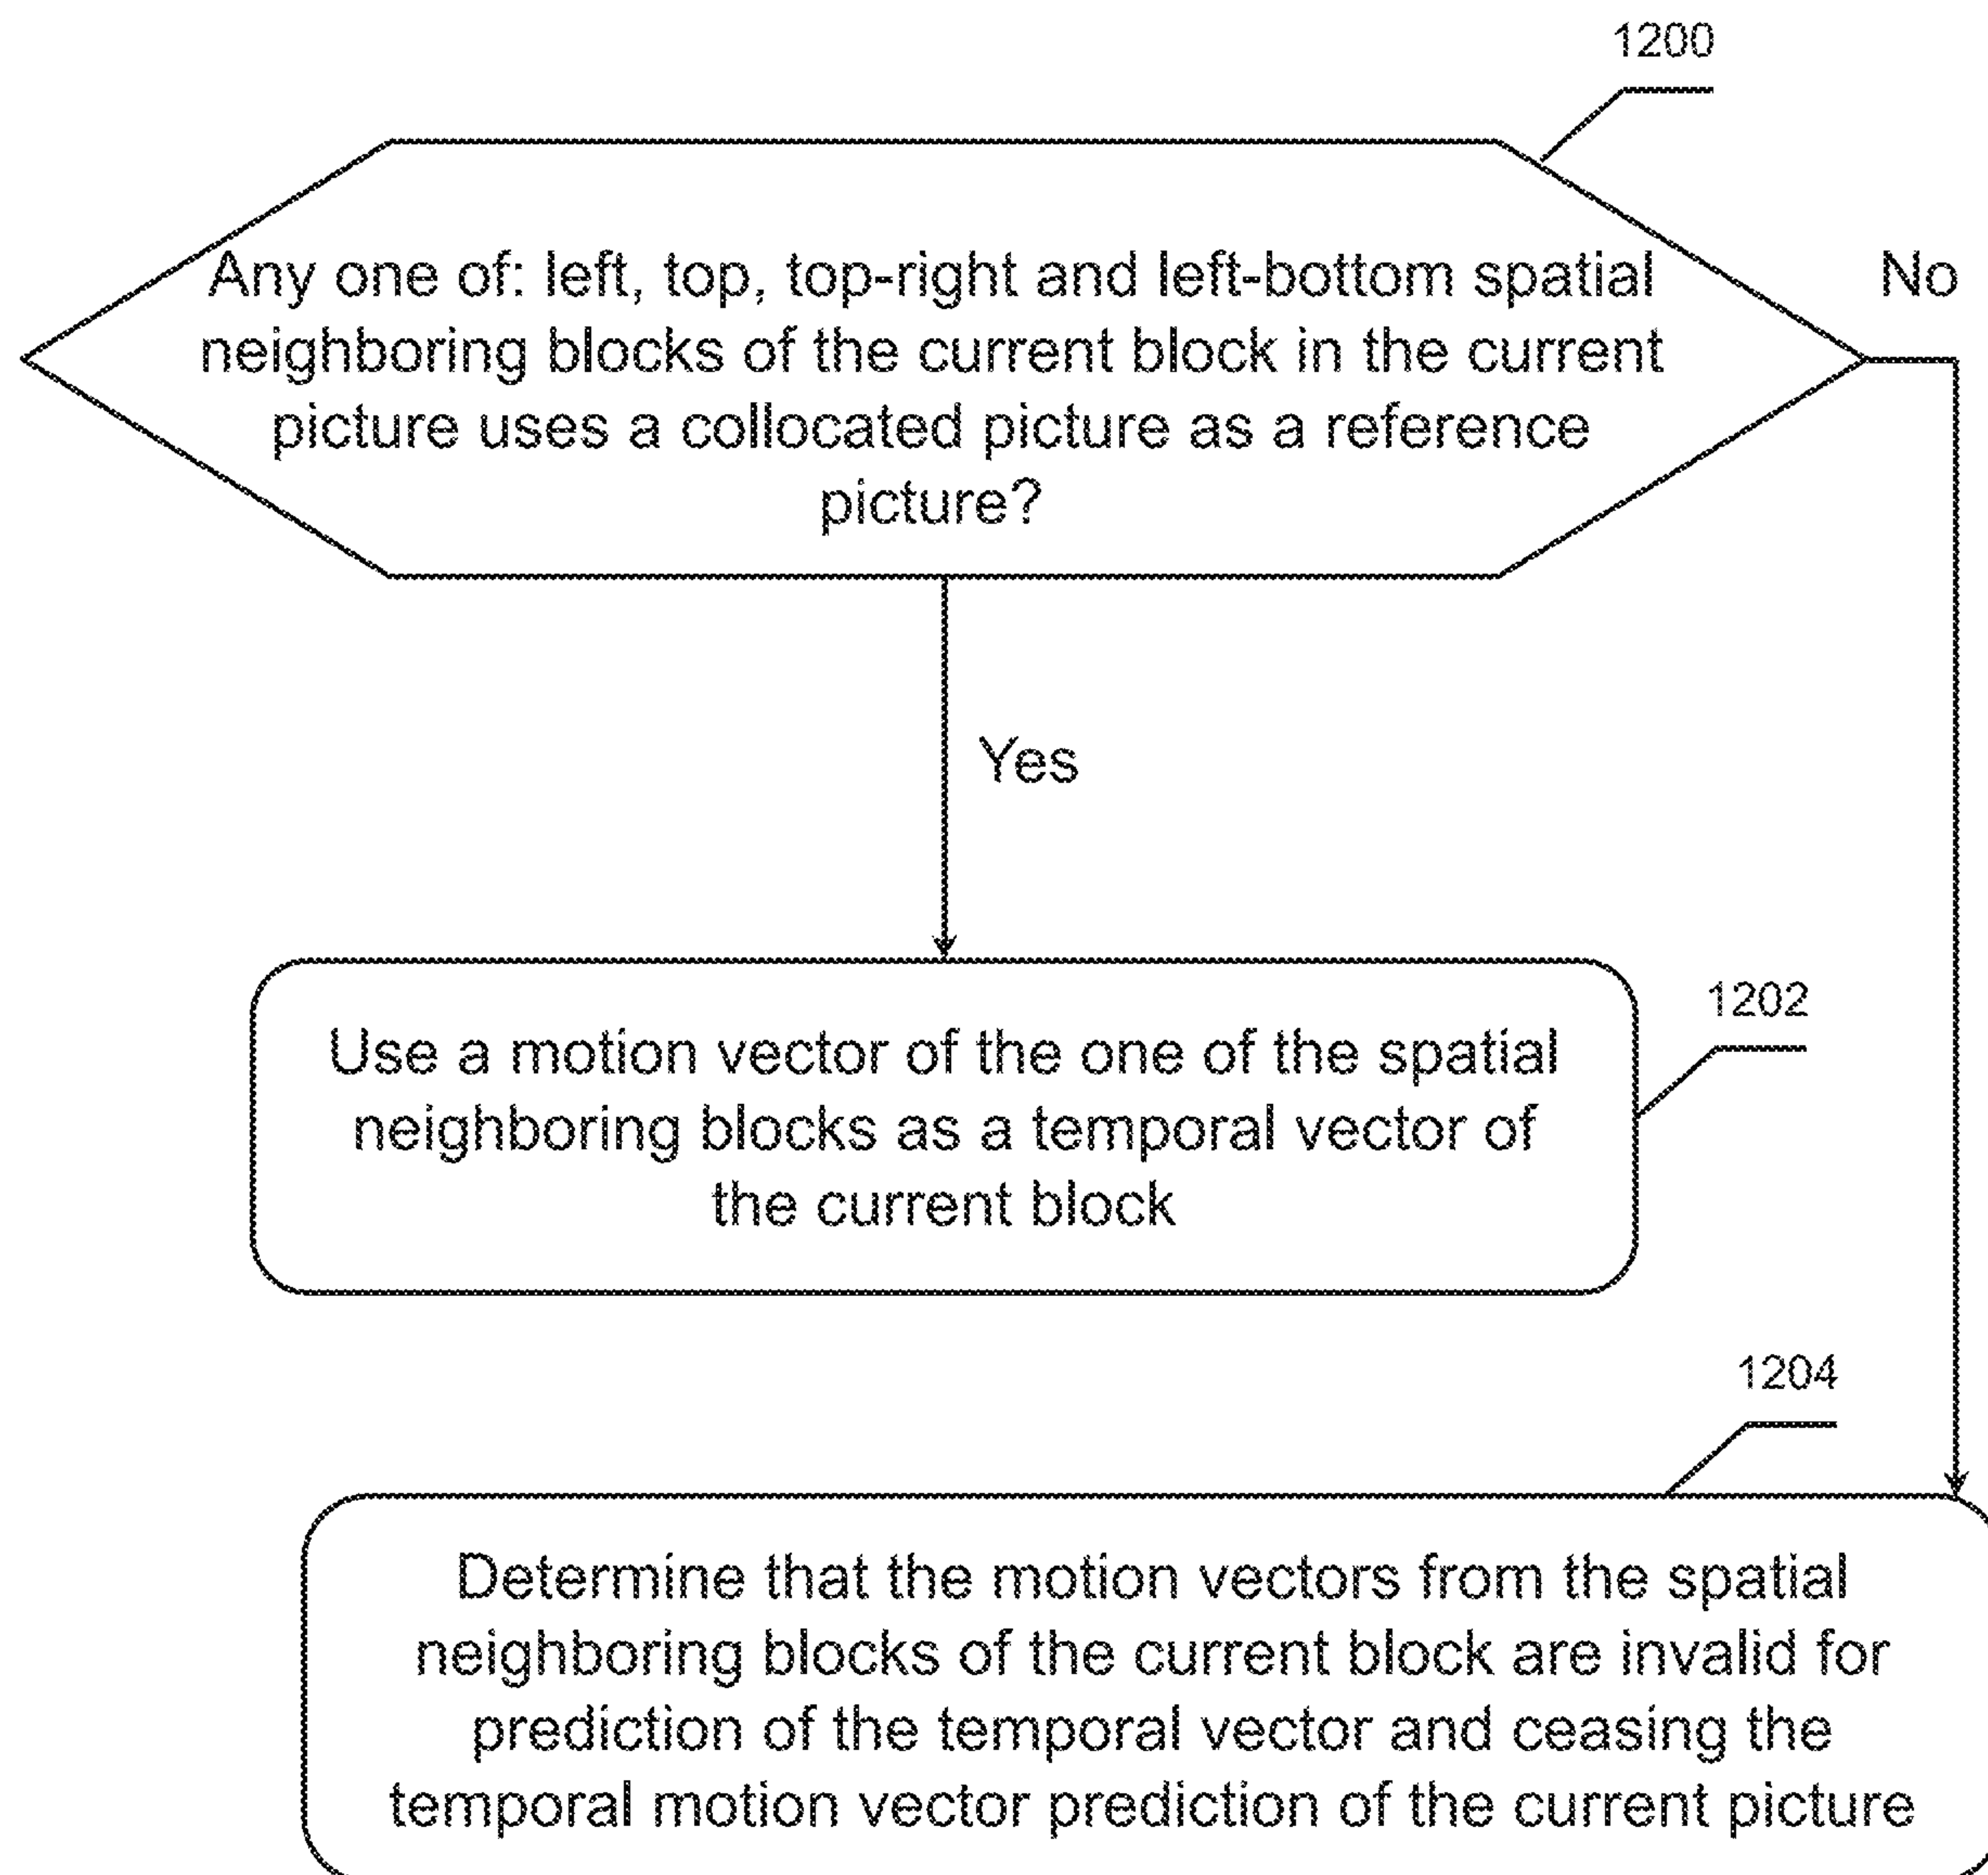 1200
Any one of: left, top, top-right and left-bottom spatial
neighboring blocks of the current block in the current
picture uses a collocated picture as a reference
picture?
No
Yes
1202
Use a motion vector of the one of the spatial
neighboring blocks as a temporal vector of
the current block
1204
Determine that the motion vectors from the spatial
neighboring blocks of the current block are invalid for
prediction of the temporal vector and ceasing the
temporal motion vector prediction of the current picture